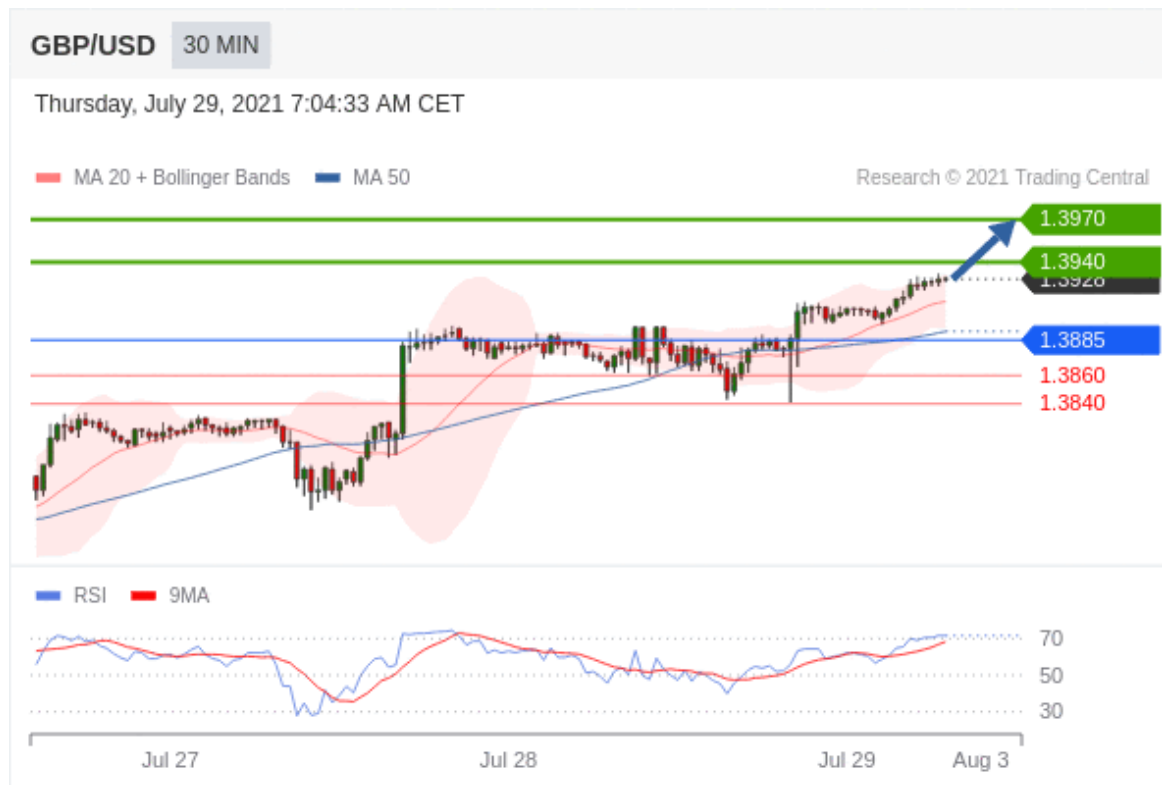 GBP/USD 30 MIN
Thursday, July 29, 2021 7:04:33 AM CET
MA 20 + Bollinger Bands MA 50 Research © 2021 Trading Central
1.3970
1.3940
1.3928
1.3885
1.3860
1.3840
RSI 9MA
70
50
30
Jul 27 Jul 28 Jul 29 Aug 3